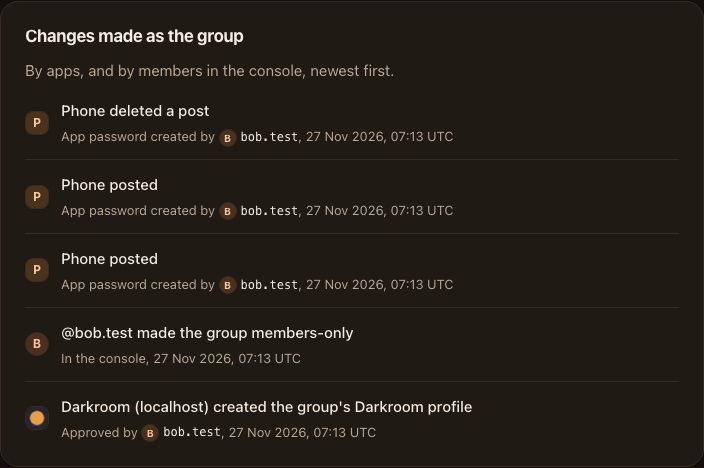 Changes made as the group
By apps, and by members in the console, newest first.
P
Phone deleted a post
App password created by B bob.test, 27 Nov 2026, 07:13 UTC
P
Phone posted
App password created by B bob.test, 27 Nov 2026, 07:13 UTC
P
Phone posted
App password created by B bob.test, 27 Nov 2026, 07:13 UTC
B
@bob.test made the group members-only
In the console, 27 Nov 2026, 07:13 UTC
Darkroom (localhost) created the group's Darkroom profile
Approved by B bob.test, 27 Nov 2026, 07:13 UTC